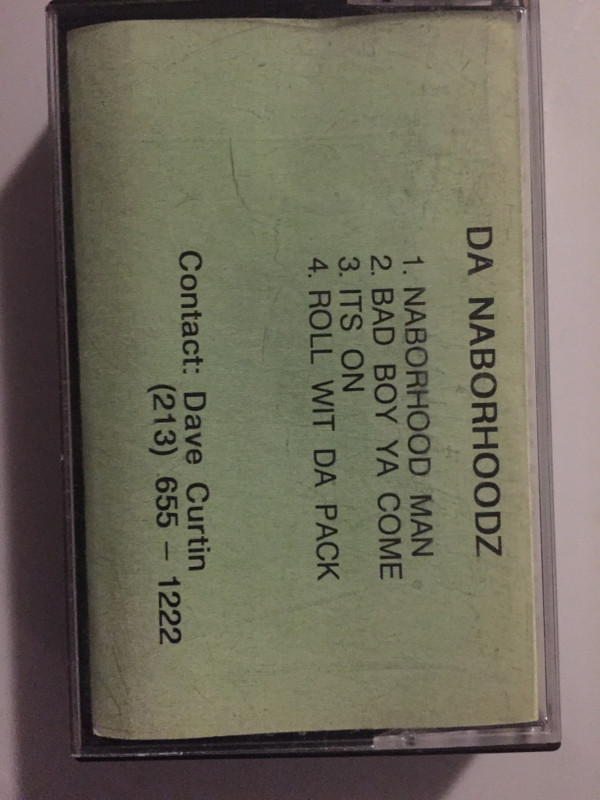 DA NABORHOODZ
1. NABORHOOD MAN
2. BAD BOY YA COME
3. ITS ON
4. ROLL WIT DA PACK
Contact: Dave Curtin
(213) 655 - 1222